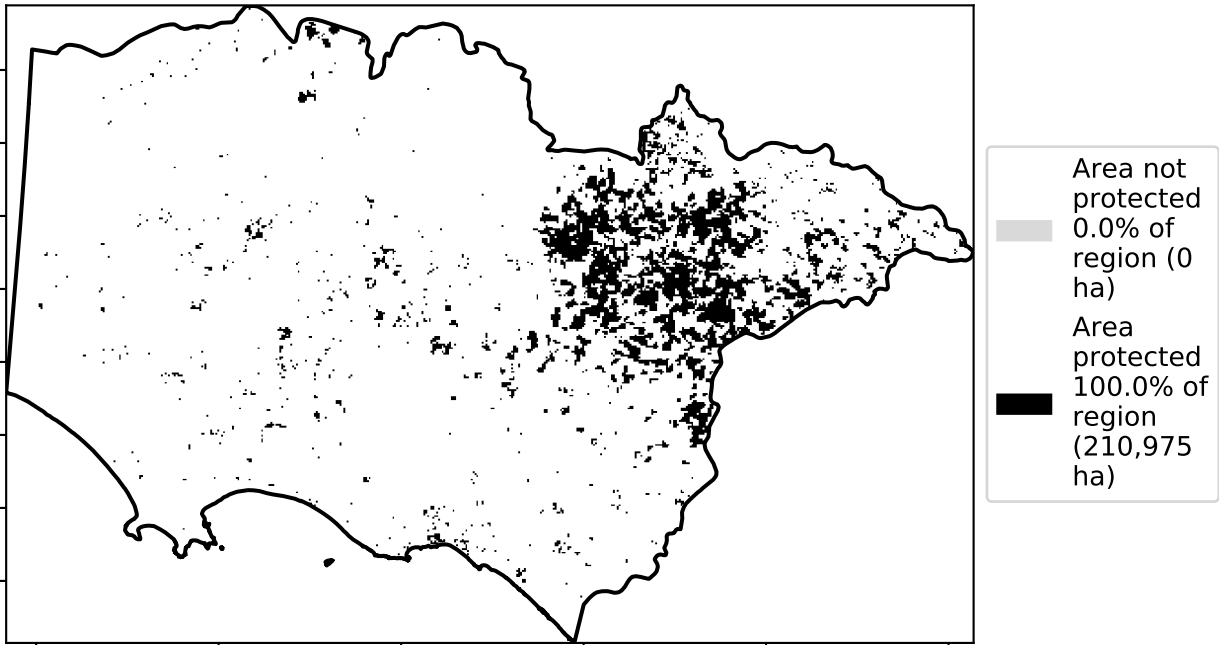 Area not
protected
0.0% of
region (0
ha)
Area
protected
100.0% of
region
(210,975
ha)